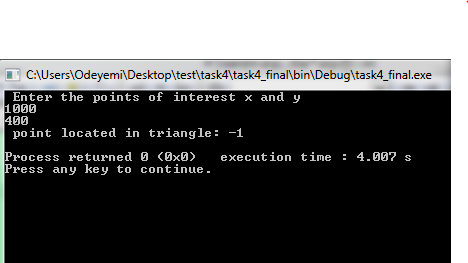 C:\Users\Odeyemi\Desktop\test\task4\task4_final\bin\Debug\task4_final.exe
Enter the points of interest x and y
1000
400
point located in triangle: -1
Process returned 0 (0x0) execution time : 4.007 s
Press any key to continue.